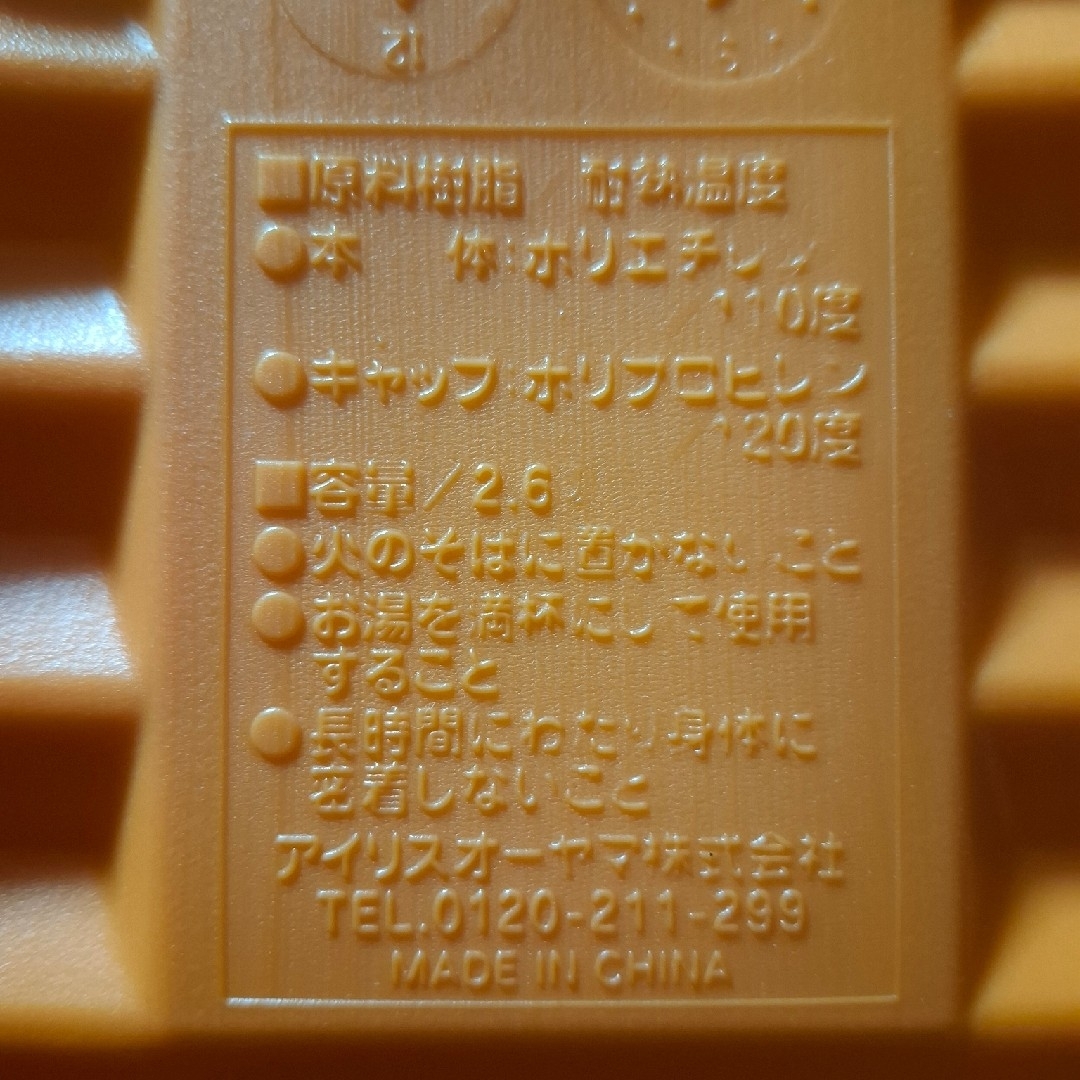 12
■原料樹脂／耐熱温度
●本　体：ポリエチレン
／110度
●キャップ：ポリプロピレン
／120度
■容量／2.6
●火のそばに置かないこと
●お湯を満杯にして使用
すること
●長時間にわたり身体に
密着しないこと
アイリスオーヤマ株式会社
TEL.0120-211-299
MADE IN CHINA